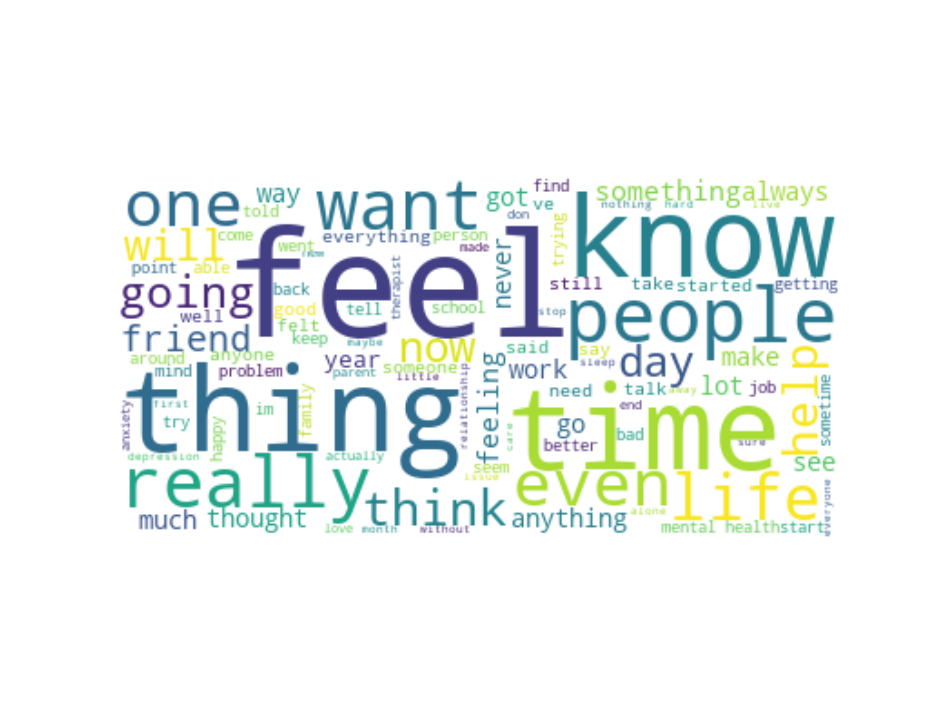 one
way
told
want
got
find
ve
don
something
always
nothing
hard
live
will
come
went
everything
person
made
never
trying
know
feel
point
able
going
well
back
good
felt
keep
therapist
tell
maybe
school
stop
still
take
started
getting
people
friend
around
anyone
mind
problem
year
parent
now
someone
little
relationship
said
work
say
sleep
day
make
help
thing
anxiety
first
try
im
happy
family
feeling
need
talk
away
lot
job
sometime
time
end
go
bad
better
sure
care
see
depression
actually
seem
issue
really
think
even
life
everyone
much
thought
love
month
without
anything
alone
mental health
start